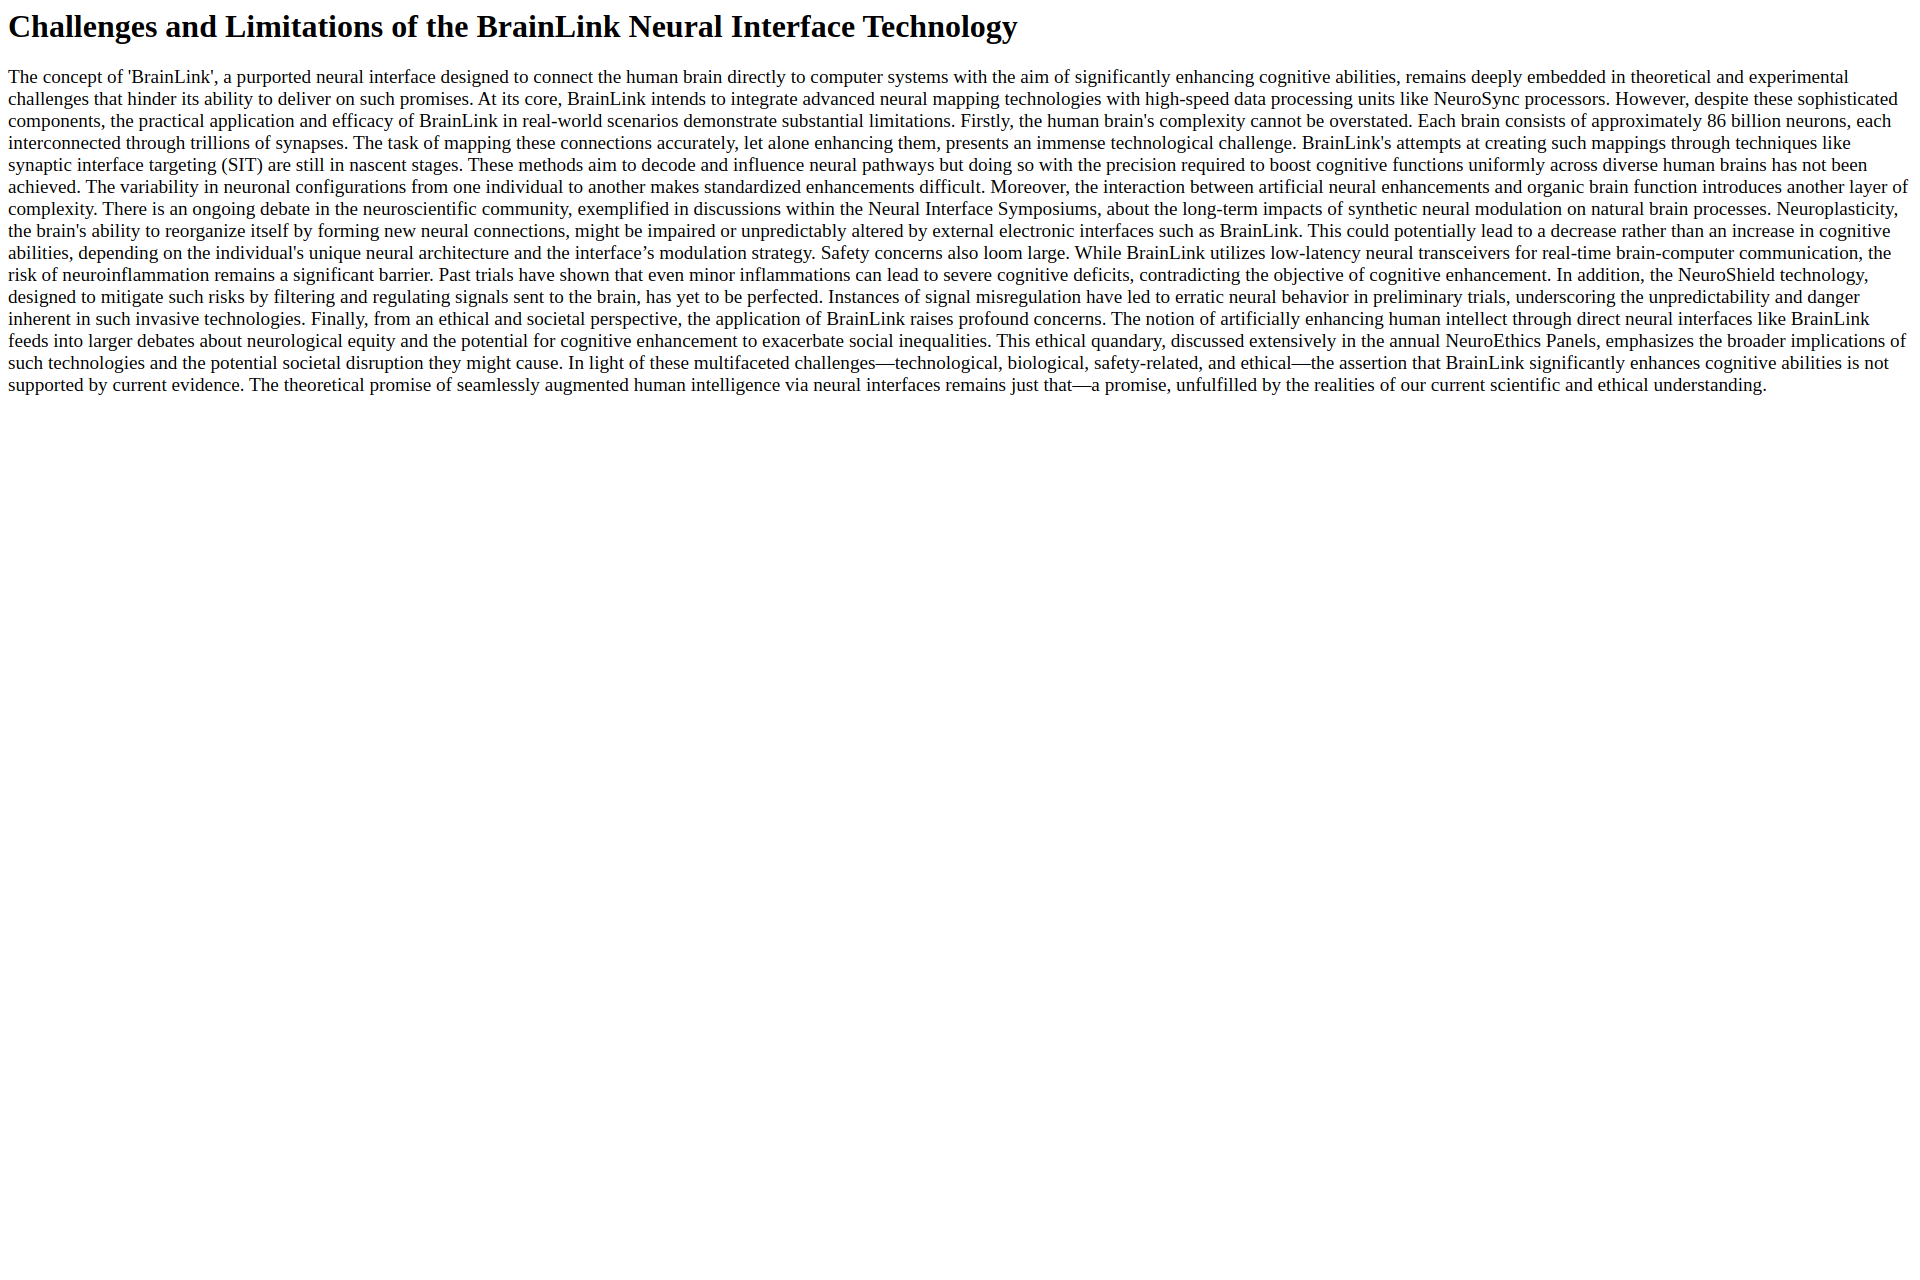 Challenges and Limitations of the BrainLink Neural Interface Technology
The concept of 'BrainLink', a purported neural interface designed to connect the human brain directly to computer systems with the aim of significantly enhancing cognitive abilities, remains deeply embedded in theoretical and experimental
challenges that hinder its ability to deliver on such promises. At its core, BrainLink intends to integrate advanced neural mapping technologies with high-speed data processing units like NeuroSync processors. However, despite these sophisticated
components, the practical application and efficacy of BrainLink in real-world scenarios demonstrate substantial limitations. Firstly, the human brain's complexity cannot be overstated. Each brain consists of approximately 86 billion neurons, each
interconnected through trillions of synapses. The task of mapping these connections accurately, let alone enhancing them, presents an immense technological challenge. BrainLink's attempts at creating such mappings through techniques like
synaptic interface targeting (SIT) are still in nascent stages. These methods aim to decode and influence neural pathways but doing so with the precision required to boost cognitive functions uniformly across diverse human brains has not been
achieved. The variability in neuronal configurations from one individual to another makes standardized enhancements difficult. Moreover, the interaction between artificial neural enhancements and organic brain function introduces another layer of
complexity. There is an ongoing debate in the neuroscientific community, exemplified in discussions within the Neural Interface Symposiums, about the long-term impacts of synthetic neural modulation on natural brain processes. Neuroplasticity,
the brain's ability to reorganize itself by forming new neural connections, might be impaired or unpredictably altered by external electronic interfaces such as BrainLink. This could potentially lead to a decrease rather than an increase in cognitive
abilities, depending on the individual's unique neural architecture and the interface’s modulation strategy. Safety concerns also loom large. While BrainLink utilizes low-latency neural transceivers for real-time brain-computer communication, the
risk of neuroinflammation remains a significant barrier. Past trials have shown that even minor inflammations can lead to severe cognitive deficits, contradicting the objective of cognitive enhancement. In addition, the NeuroShield technology,
designed to mitigate such risks by filtering and regulating signals sent to the brain, has yet to be perfected. Instances of signal misregulation have led to erratic neural behavior in preliminary trials, underscoring the unpredictability and danger
inherent in such invasive technologies. Finally, from an ethical and societal perspective, the application of BrainLink raises profound concerns. The notion of artificially enhancing human intellect through direct neural interfaces like BrainLink
feeds into larger debates about neurological equity and the potential for cognitive enhancement to exacerbate social inequalities. This ethical quandary, discussed extensively in the annual NeuroEthics Panels, emphasizes the broader implications of
such technologies and the potential societal disruption they might cause. In light of these multifaceted challenges—technological, biological, safety-related, and ethical—the assertion that BrainLink significantly enhances cognitive abilities is not
supported by current evidence. The theoretical promise of seamlessly augmented human intelligence via neural interfaces remains just that—a promise, unfulfilled by the realities of our current scientific and ethical understanding.